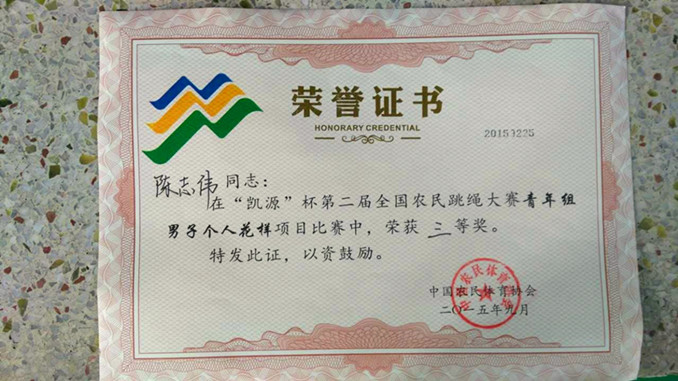 荣誉证书
HONORARY CREDENTIAL
20153225
陈志伟 同志：
在“凯源”杯第二届全国农民跳绳大赛青年组
男子个人花样项目比赛中，荣获 三 等奖。
特发此证，以资鼓励。
中国农民体育协会
二〇一五年九月